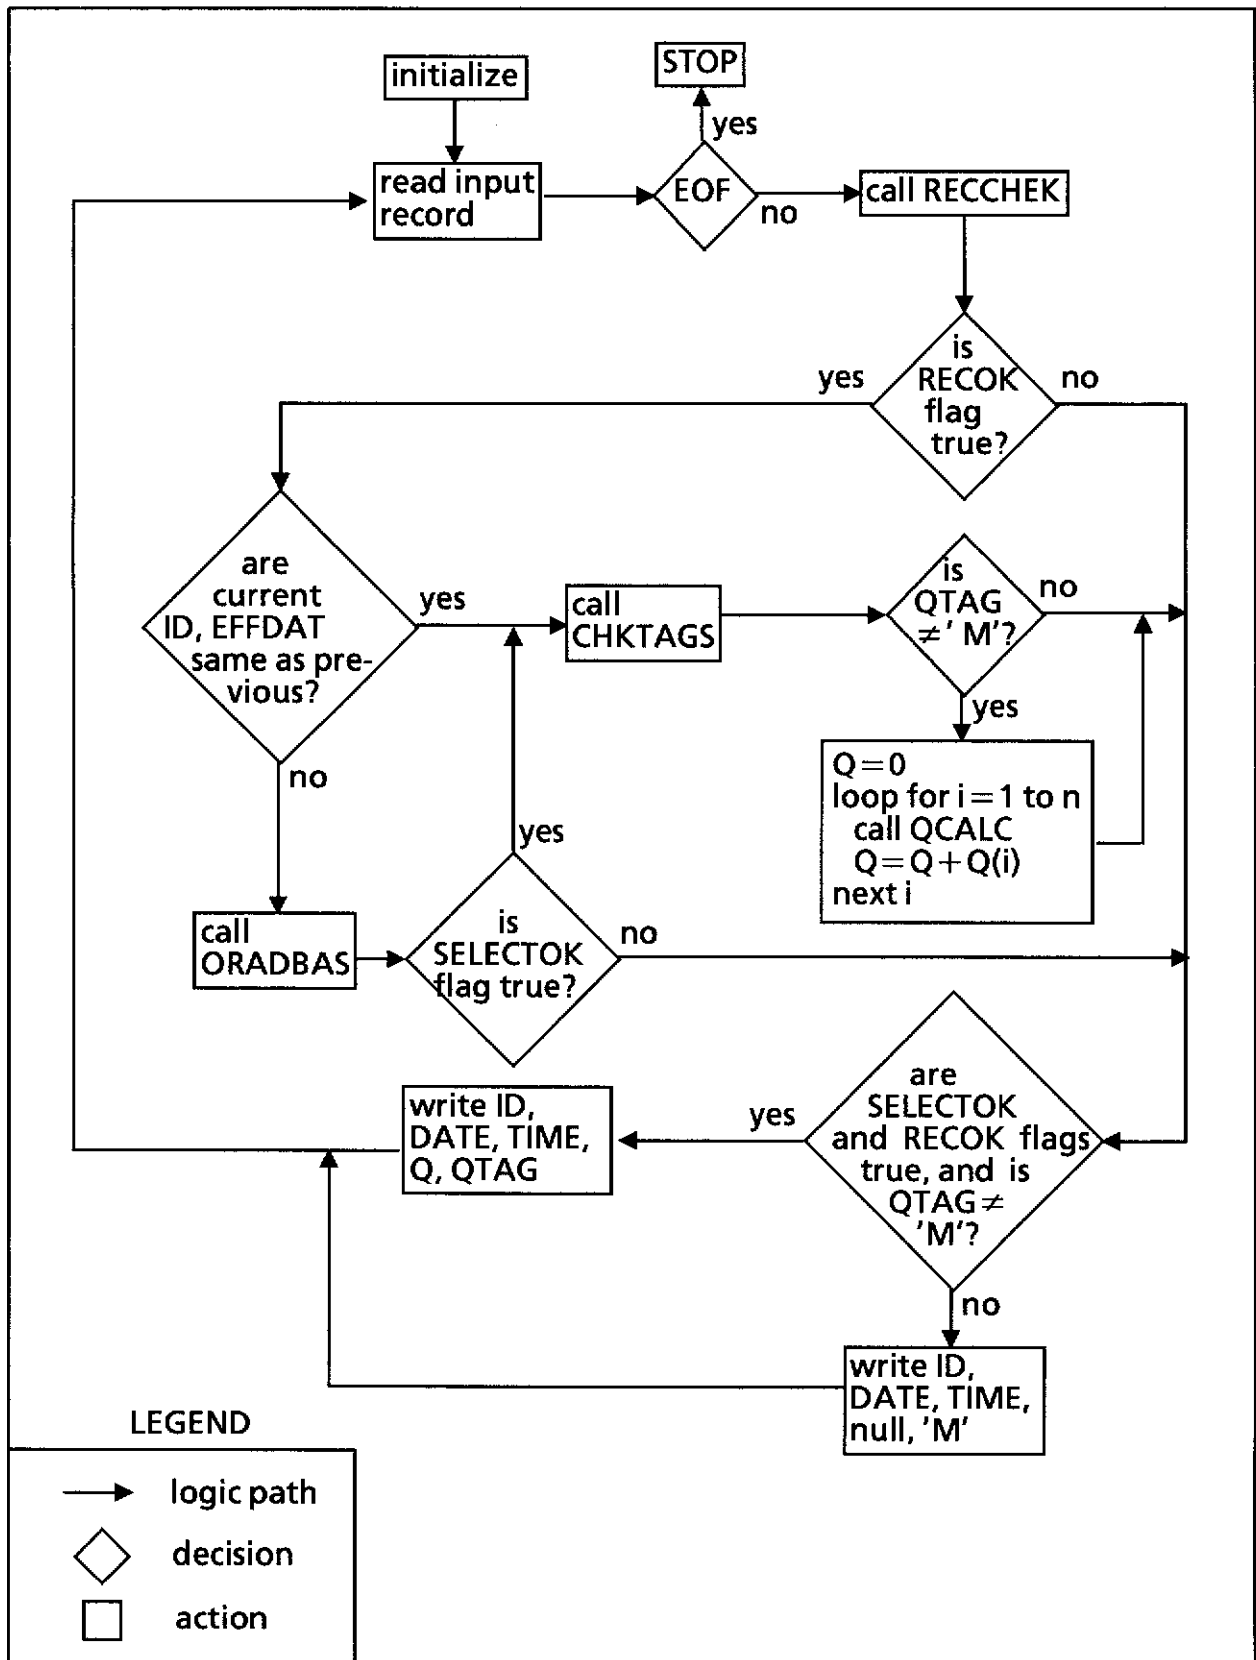 initialize
STOP
yes
read input
record
EOF
no
call RECCHEK
is
RECOK
flag
true?
yes
no
are
current
ID, EFFDAT
same as pre-
vious?
yes
no
call
CHKTAGS
is
QTAG
≠' M'?
no
yes
Q=0
loop for i=1 to n
call QCALC
Q=Q+Q(i)
next i
call
ORADBAS
is
SELECTOK
flag true?
yes
no
are
SELECTOK
and RECOK flags
true, and is
QTAG≠
'M'?
yes
no
write ID,
DATE, TIME,
Q, QTAG
write ID,
DATE, TIME,
null, 'M'
LEGEND
logic path
decision
action